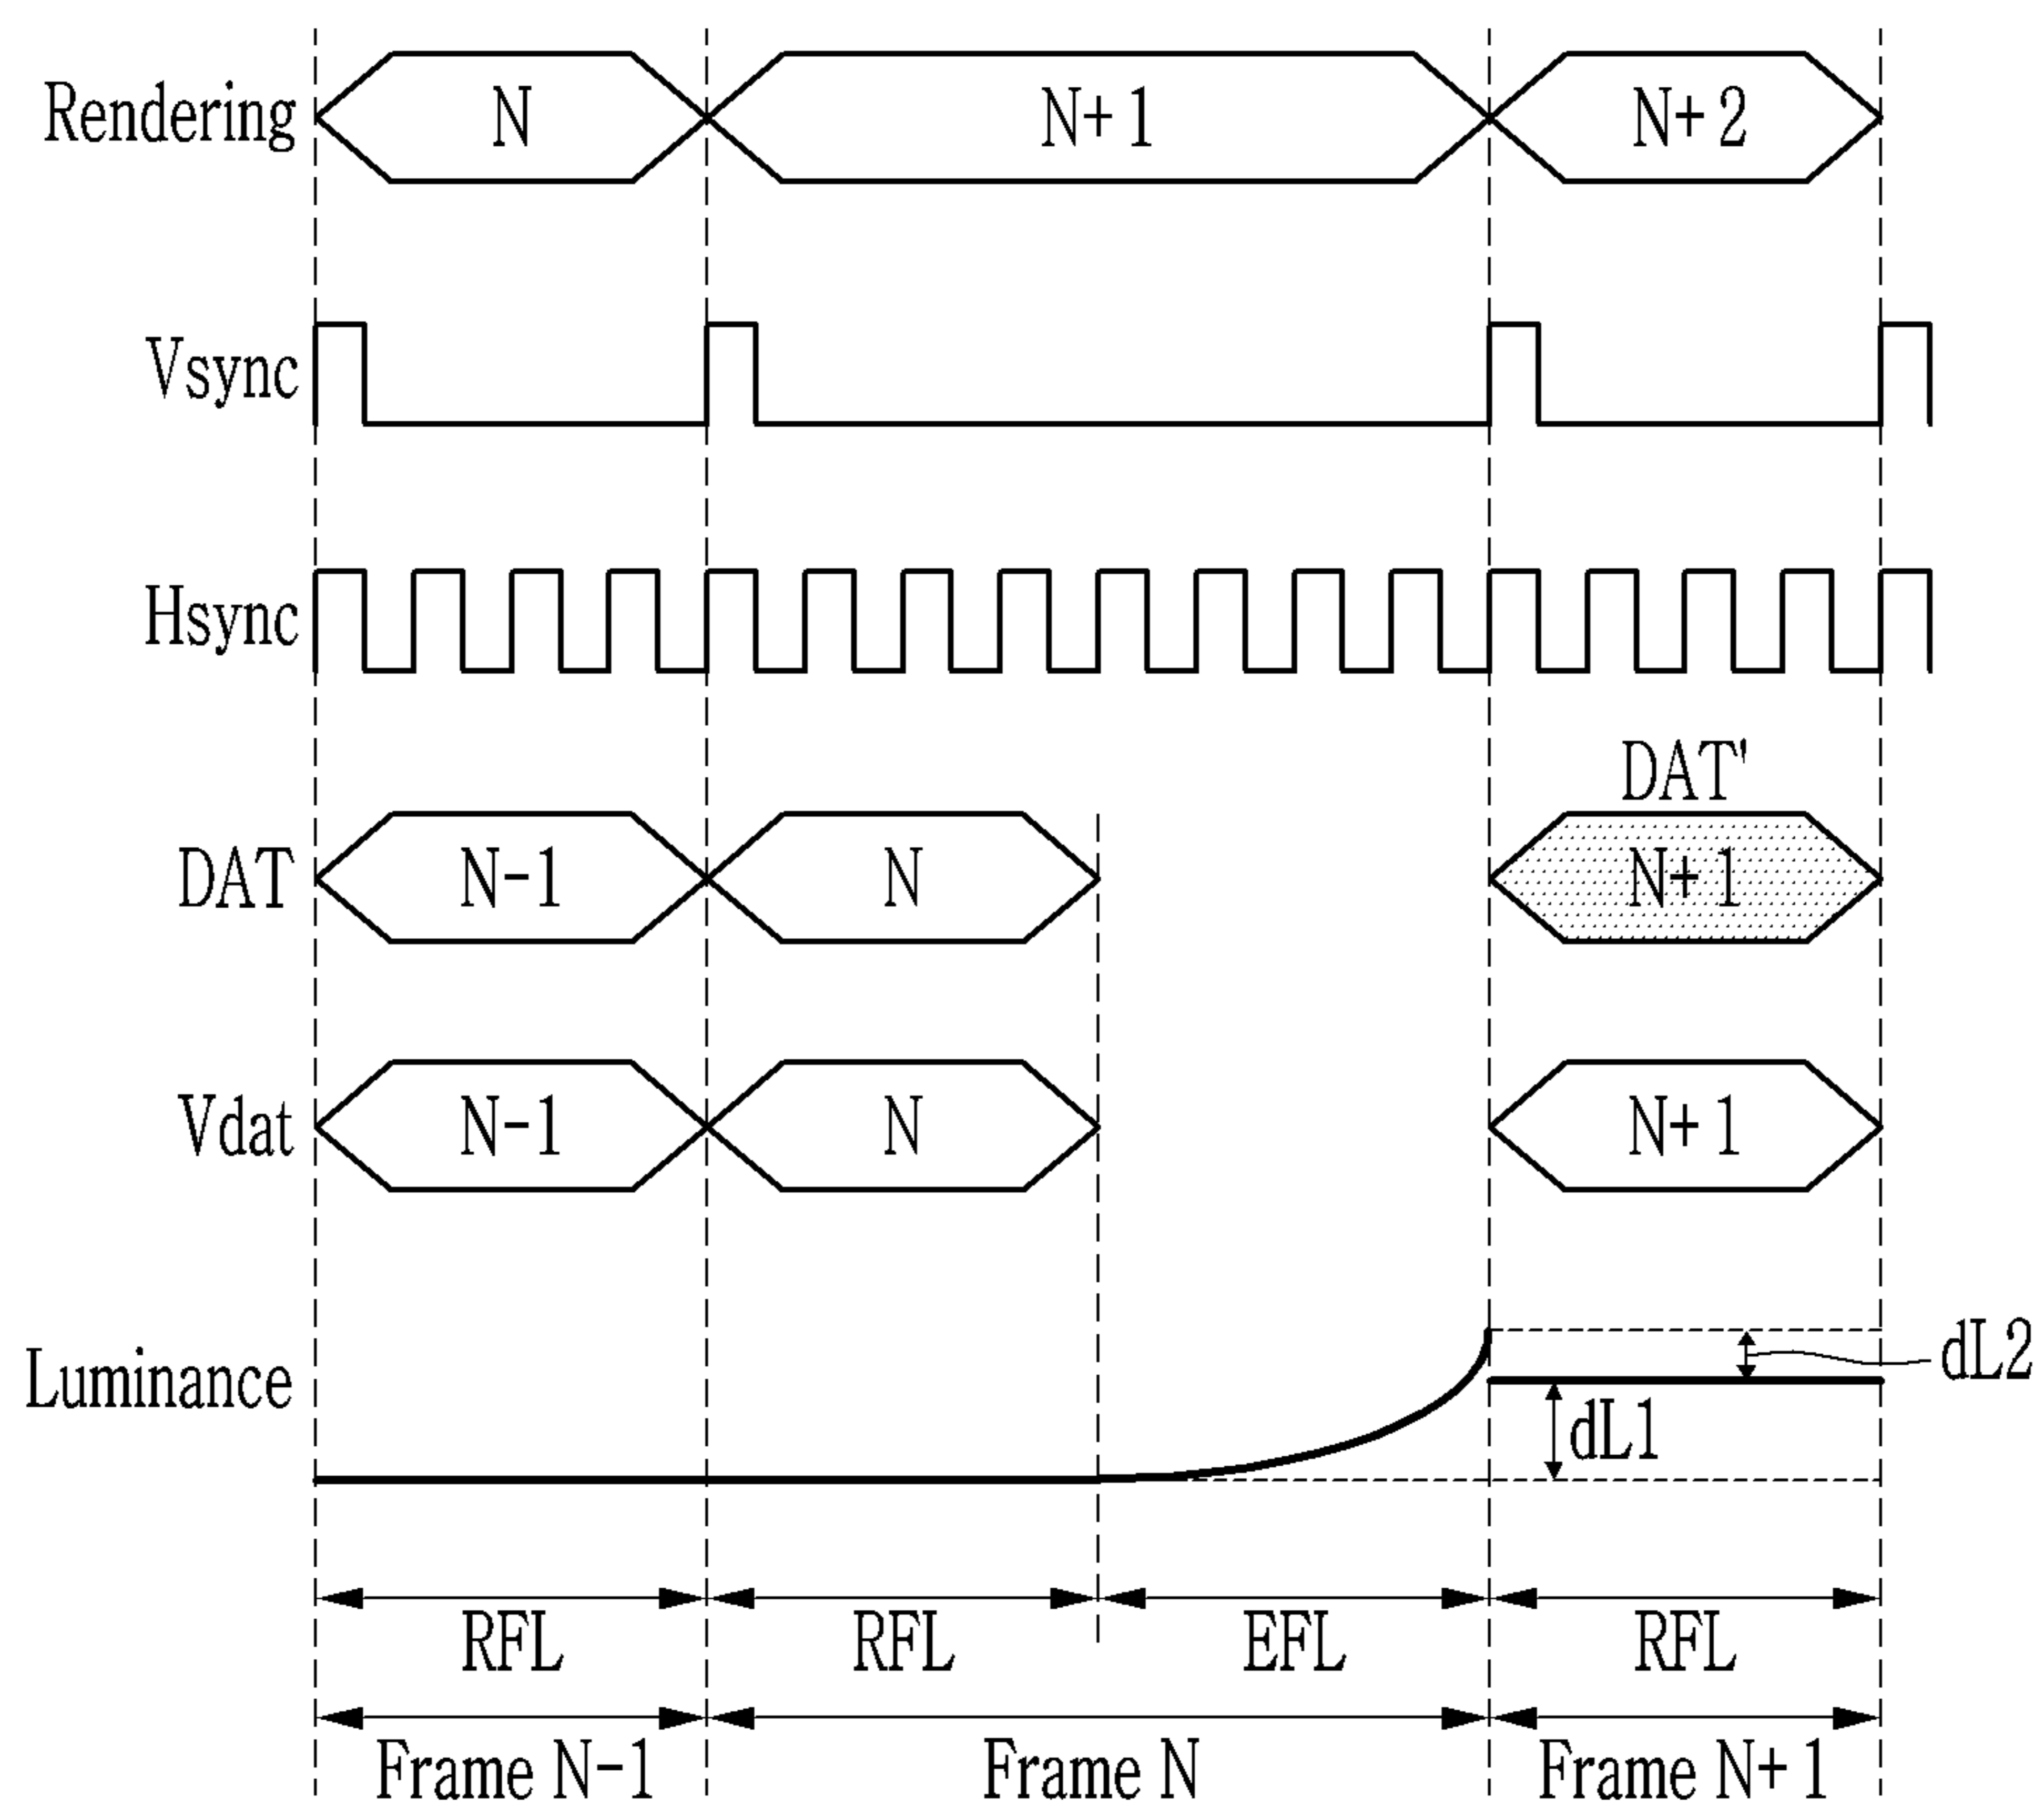 Rendering N N+1 N+2
Vsync
Hsync
DAT'
DAT N-1 N N+1
Vdat N-1 N N+1
dL2
Luminance
dL1
RFL RFL EFL RFL
Frame N-1 Frame N Frame N+1